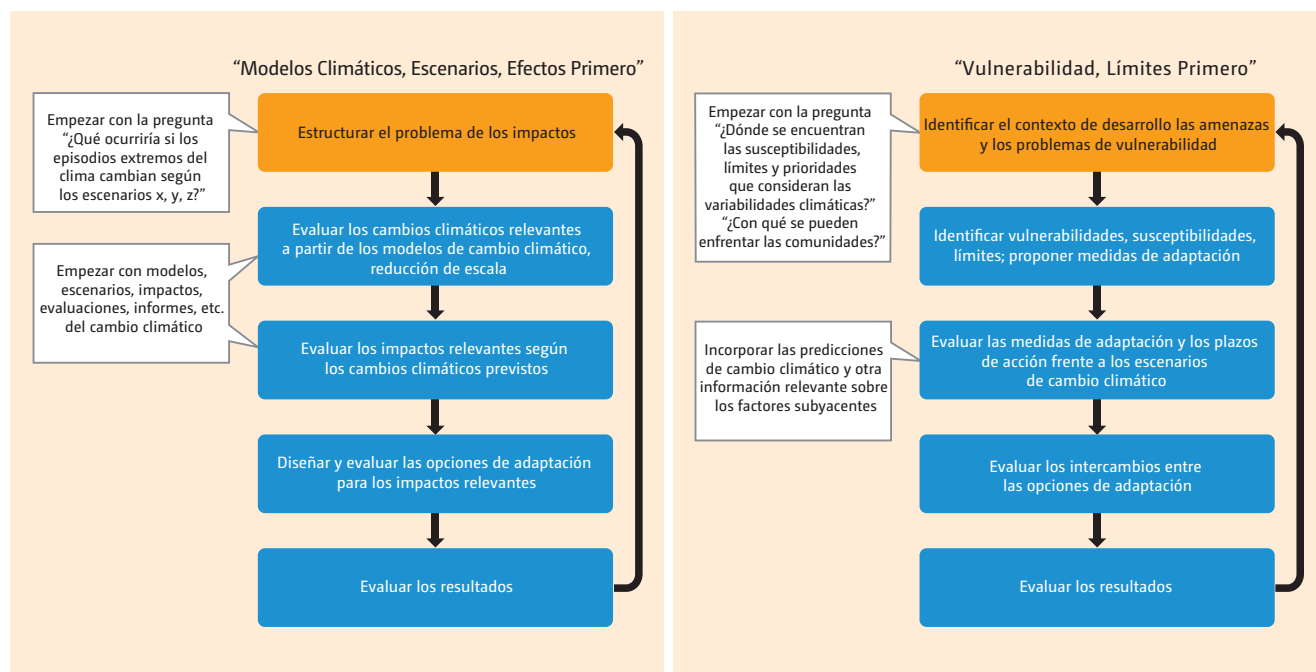 “Modelos Climáticos, Escenarios, Efectos Primero”
Empezar con la pregunta
“¿Qué ocurriría si los
episodios extremos del
clima cambian según
los escenarios x, y, z?”
Estructurar el problema de los impactos
Evaluar los cambios climáticos relevantes
a partir de los modelos de cambio climático,
reducción de escala
Empezar con modelos,
escenarios, impactos,
evaluaciones, informes, etc.
del cambio climático
Evaluar los impactos relevantes según
los cambios climáticos previstos
Diseñar y evaluar las opciones de adaptación
para los impactos relevantes
Evaluar los resultados
“Vulnerabilidad, Límites Primero”
Empezar con la pregunta
“¿Dónde se encuentran
las susceptibilidades,
límites y prioridades
que consideran las
variabilidades climáticas?”
“¿Con qué se pueden
enfrentar las comunidades?”
Identificar el contexto de desarrollo las amenazas
y los problemas de vulnerabilidad
Identificar vulnerabilidades, susceptibilidades,
límites; proponer medidas de adaptación
Incorporar las predicciones
de cambio climático y otra
información relevante sobre
los factores subyacentes
Evaluar las medidas de adaptación y los plazos
de acción frente a los escenarios
de cambio climático
Evaluar los intercambios entre
las opciones de adaptación
Evaluar los resultados